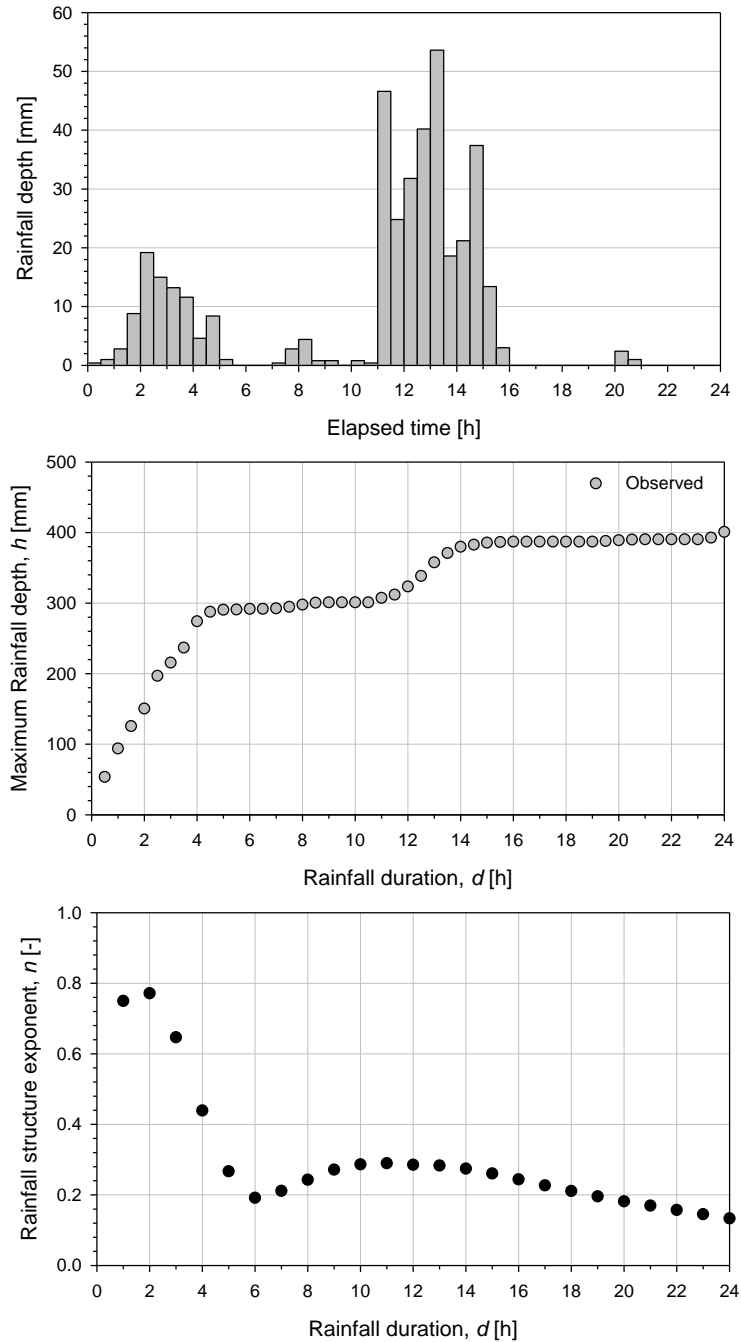 60
50
40
30
20
10
0
Rainfall depth [mm]
0 2 4 6 8 10 12 14 16 18 20 22 24
Elapsed time [h]
500
400
300
200
100
0
Maximum Rainfall depth, h [mm]
Observed
0 2 4 6 8 10 12 14 16 18 20 22 24
Rainfall duration, d [h]
1.0
0.8
0.6
0.4
0.2
0.0
Rainfall structure exponent, n [-]
0 2 4 6 8 10 12 14 16 18 20 22 24
Rainfall duration, d [h]